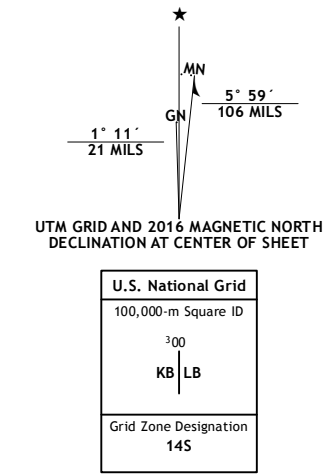 ★
MN
GN
5° 59´
106 MILS
1° 11´
21 MILS
UTM GRID AND 2016 MAGNETIC NORTH
DECLINATION AT CENTER OF SHEET
U.S. National Grid
100,000-m Square ID
³00
KB LB
Grid Zone Designation
14S